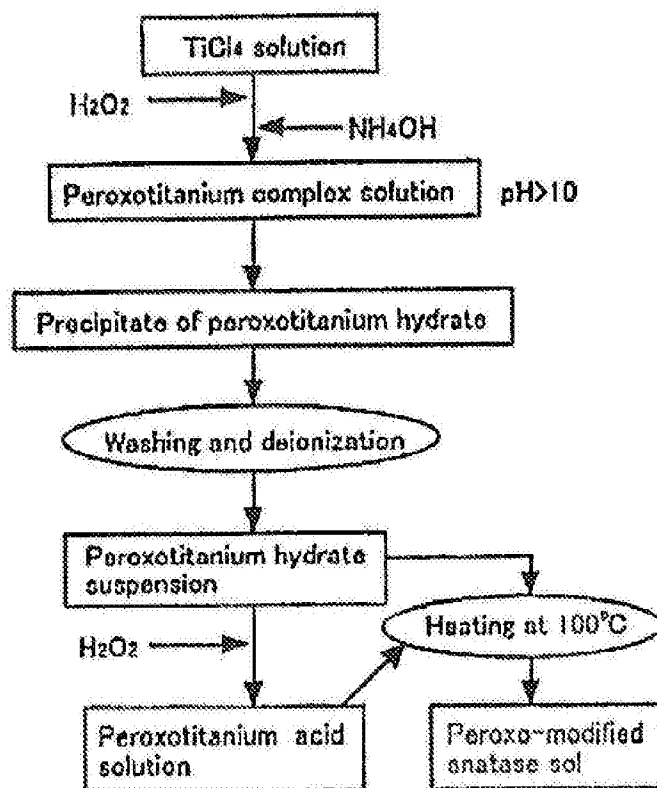 TiCl4 solution
H2O2
NH4OH
Peroxotitanium complex solution pH>10
Precipitate of peroxotitanium hydrate
Washing and deionization
Peroxotitanium hydrate
suspension
H2O2
Heating at 100°C
Peroxotitanium acid
solution
Peroxo-modified
anatase sol